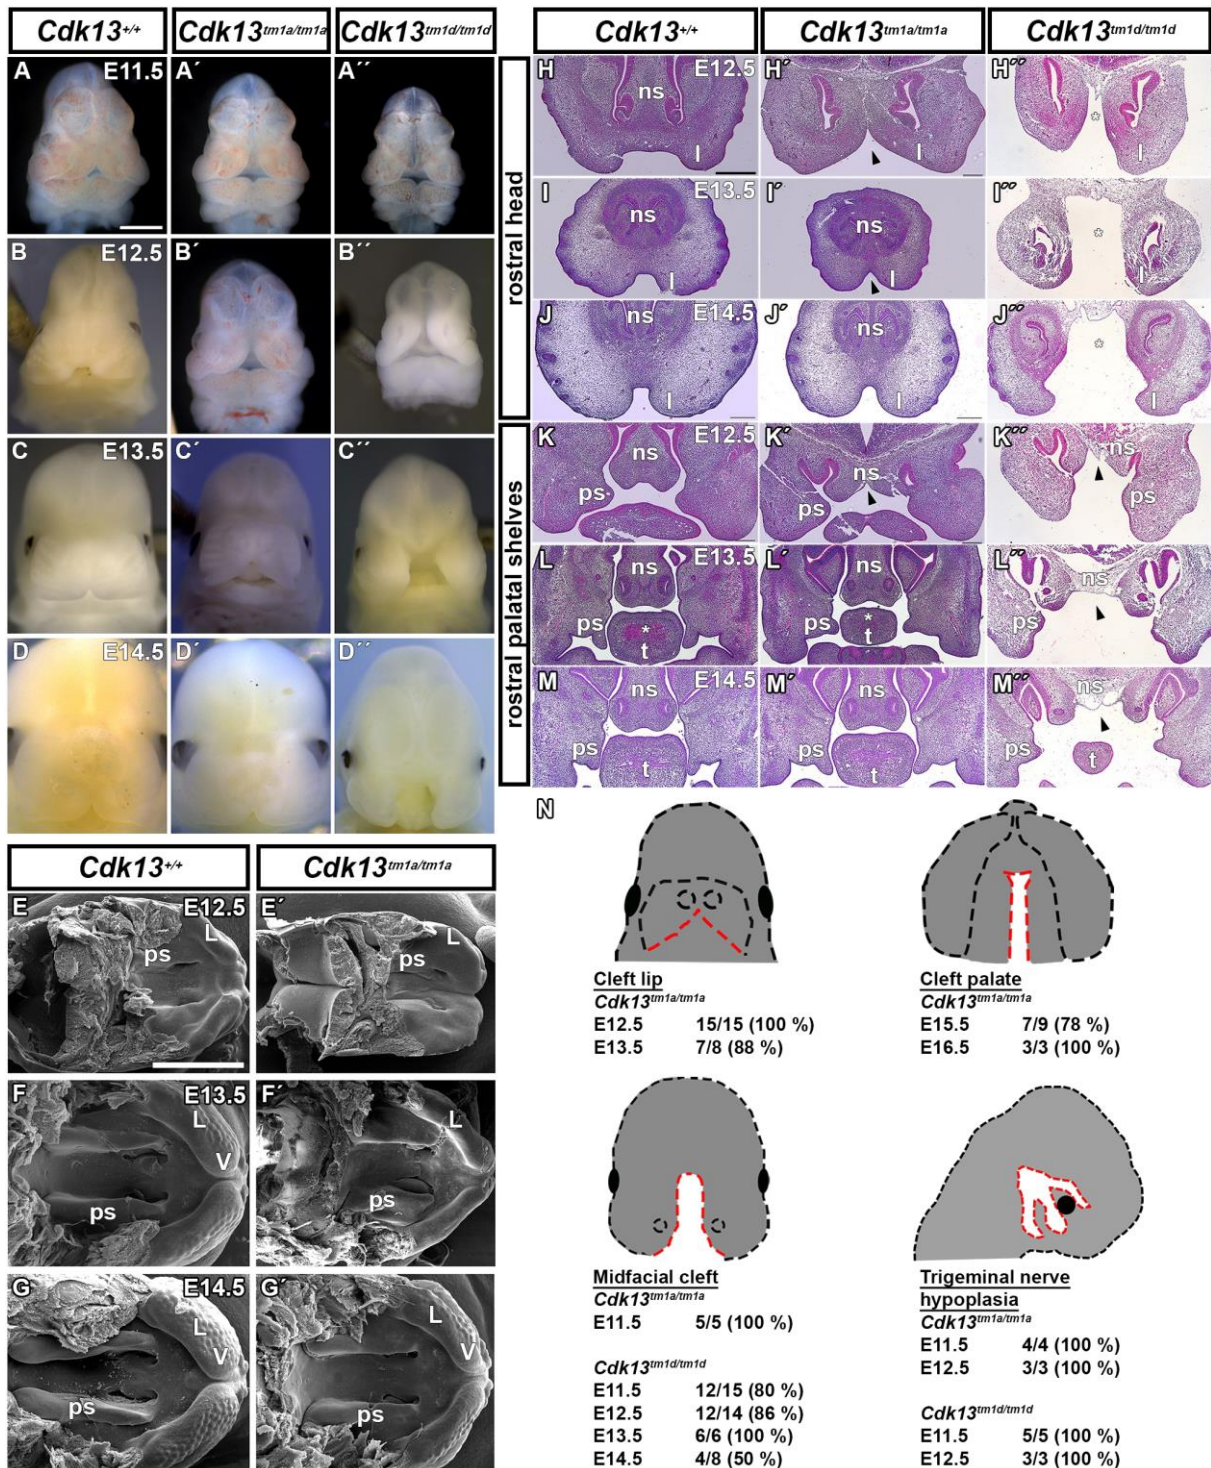 Cdk13+/+ Cdk13tm1a/tm1a Cdk13tm1d/tm1d
A E11.5 A´ A´´
B E12.5 B´ B´´
C E13.5 C´ C´´
D E14.5 D´ D´´
Cdk13+/+ Cdk13tm1a/tm1a
E E12.5 L ps E´ L ps
F E13.5 L V ps F´ L ps
G E14.5 L V ps G´ L V ps
Cdk13+/+ Cdk13tm1a/tm1a Cdk13tm1d/tm1d
rostral head
H E12.5 ns l H´ l H´´ * l
I E13.5 ns l I´ ns l I´´ * l
J E14.5 ns l J´ ns l J´´ * l
rostral palatal shelves
K E12.5 ns ps K´ ns ps K´´ ns ps
L E13.5 ns ps * t L´ ns ps * t L´´ ns ps
M E14.5 ns ps t M´ ns ps t M´´ ns ps t
N
Cleft lip
Cdk13tm1a/tm1a
E12.5 15/15 (100 %)
E13.5 7/8 (88 %)
Cleft palate
Cdk13tm1a/tm1a
E15.5 7/9 (78 %)
E16.5 3/3 (100 %)
Midfacial cleft
Cdk13tm1a/tm1a
E11.5 5/5 (100 %)
Cdk13tm1d/tm1d
E11.5 12/15 (80 %)
E12.5 12/14 (86 %)
E13.5 6/6 (100 %)
E14.5 4/8 (50 %)
Trigeminal nerve
hypoplasia
Cdk13tm1a/tm1a
E11.5 4/4 (100 %)
E12.5 3/3 (100 %)
Cdk13tm1d/tm1d
E11.5 5/5 (100 %)
E12.5 3/3 (100 %)